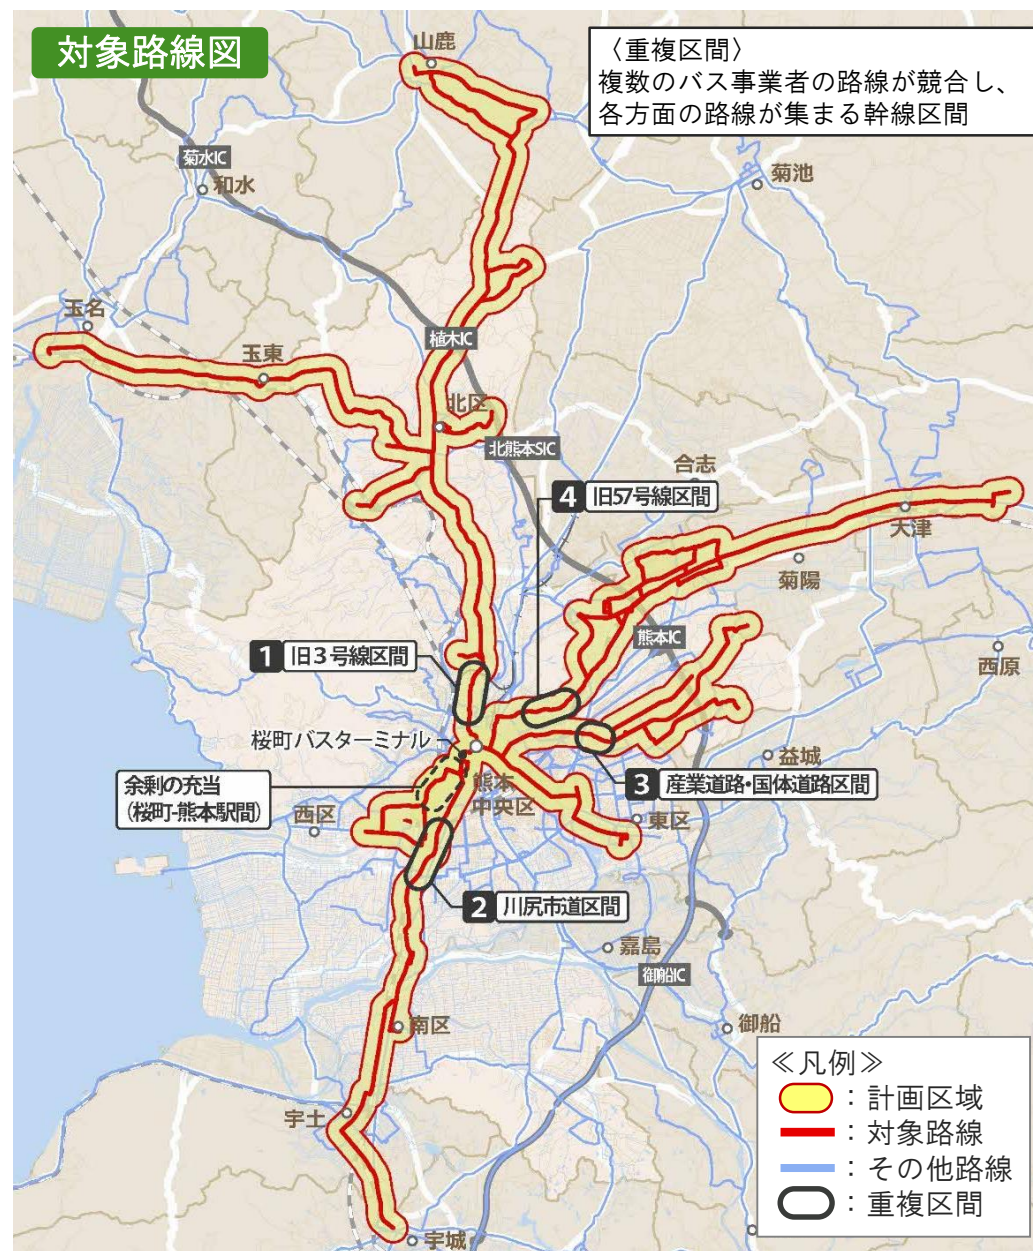 対象路線図
〈重複区間〉
複数のバス事業者の路線が競合し、
各方面の路線が集まる幹線区間
山鹿
菊水IC
和水
菊池
玉名
植木IC
玉東
北区
北熊本SIC
合志
4 旧57号線区間
大津
菊陽
熊本IC
1 旧3号線区間
西原
桜町バスターミナル
益城
余剰の充当
(桜町-熊本駅間)
熊本
中央区
3 産業道路・国体道路区間
西区
東区
2 川尻市道区間
嘉島
御船IC
南区
御船
宇土
宇城
≪凡例≫
：計画区域
：対象路線
：その他路線
：重複区間